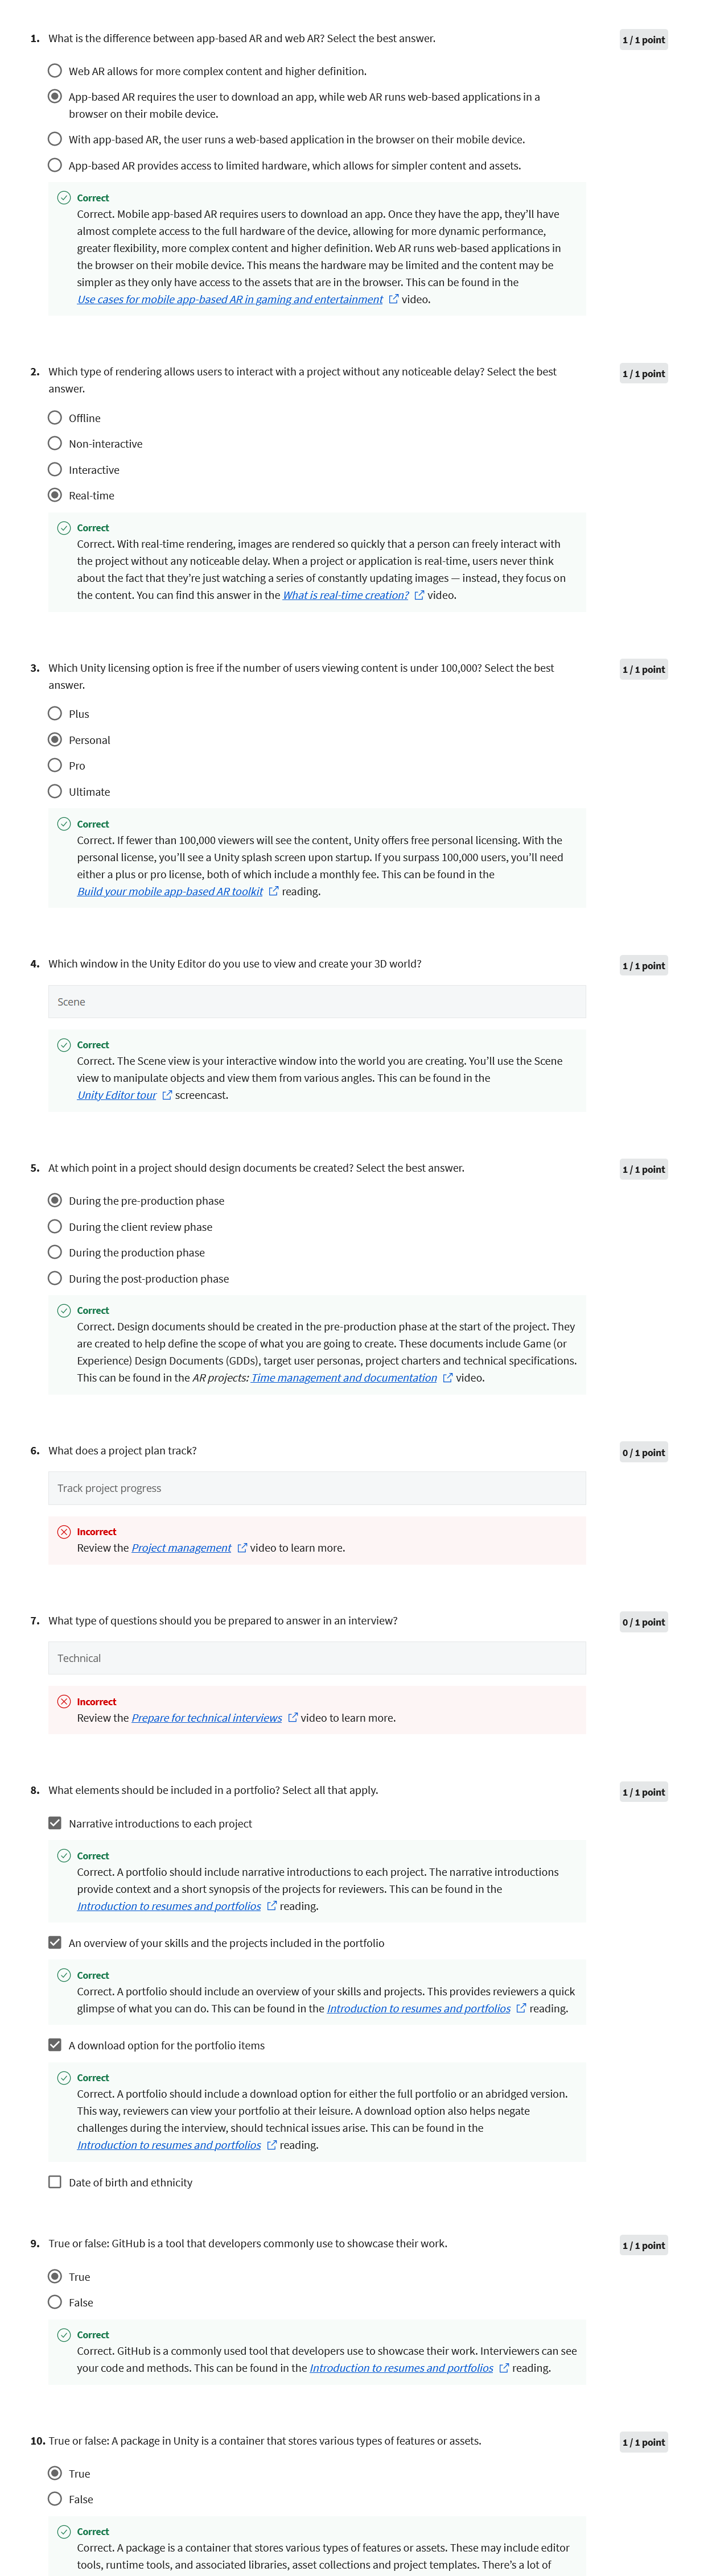 1. What is the difference between app-based AR and web AR? Select the best answer.
1 / 1 point
Web AR allows for more complex content and higher definition.
App-based AR requires the user to download an app, while web AR runs web-based applications in a
browser on their mobile device.
With app-based AR, the user runs a web-based application in the browser on their mobile device.
App-based AR provides access to limited hardware, which allows for simpler content and assets.
Correct
Correct. Mobile app-based AR requires users to download an app. Once they have the app, they'll have
almost complete access to the full hardware of the device, allowing for more dynamic performance,
greater flexibility, more complex content and higher definition. Web AR runs web-based applications in
the browser on their mobile device. This means the hardware may be limited and the content may be
simpler as they only have access to the assets that are in the browser. This can be found in the
Use cases for mobile app-based AR in gaming and entertainment video.
2. Which type of rendering allows users to interact with a project without any noticeable delay? Select the best
answer.
1 / 1 point
Offline
Non-interactive
Interactive
Real-time
Correct
Correct. With real-time rendering, images are rendered so quickly that a person can freely interact with
the project without any noticeable delay. When a project or application is real-time, users never think
about the fact that they're just watching a series of constantly updating images — instead, they focus on
the content. You can find this answer in the What is real-time creation? video.
3. Which Unity licensing option is free if the number of users viewing content is under 100,000? Select the best
answer.
1 / 1 point
Plus
Personal
Pro
Ultimate
Correct
Correct. If fewer than 100,000 viewers will see the content, Unity offers free personal licensing. With the
personal license, you'll see a Unity splash screen upon startup. If you surpass 100,000 users, you'll need
either a plus or pro license, both of which include a monthly fee. This can be found in the
Build your mobile app-based AR toolkit reading.
4. Which window in the Unity Editor do you use to view and create your 3D world?
1 / 1 point
Scene
Correct
Correct. The Scene view is your interactive window into the world you are creating. You'll use the Scene
view to manipulate objects and view them from various angles. This can be found in the
Unity Editor tour screencast.
5. At which point in a project should design documents be created? Select the best answer.
1 / 1 point
During the pre-production phase
During the client review phase
During the production phase
During the post-production phase
Correct
Correct. Design documents should be created in the pre-production phase at the start of the project. They
are created to help define the scope of what you are going to create. These documents include Game (or
Experience) Design Documents (GDDs), target user personas, project charters and technical specifications.
This can be found in the AR projects: Time management and documentation video.
6. What does a project plan track?
0 / 1 point
Track project progress
Incorrect
Review the Project management video to learn more.
7. What type of questions should you be prepared to answer in an interview?
0 / 1 point
Technical
Incorrect
Review the Prepare for technical interviews video to learn more.
8. What elements should be included in a portfolio? Select all that apply.
1 / 1 point
Narrative introductions to each project
Correct
Correct. A portfolio should include narrative introductions to each project. The narrative introductions
provide context and a short synopsis of the projects for reviewers. This can be found in the
Introduction to resumes and portfolios reading.
An overview of your skills and the projects included in the portfolio
Correct
Correct. A portfolio should include an overview of your skills and projects. This provides reviewers a quick
glimpse of what you can do. This can be found in the Introduction to resumes and portfolios reading.
A download option for the portfolio items
Correct
Correct. A portfolio should include a download option for either the full portfolio or an abridged version.
This way, reviewers can view your portfolio at their leisure. A download option also helps negate
challenges during the interview, should technical issues arise. This can be found in the
Introduction to resumes and portfolios reading.
Date of birth and ethnicity
9. True or false: GitHub is a tool that developers commonly use to showcase their work.
1 / 1 point
True
False
Correct
Correct. GitHub is a commonly used tool that developers use to showcase their work. Interviewers can see
your code and methods. This can be found in the Introduction to resumes and portfolios reading.
10. True or false: A package in Unity is a container that stores various types of features or assets.
1 / 1 point
True
False
Correct
Correct. A package is a container that stores various types of features or assets. These may include editor
tools, runtime tools, and associated libraries, asset collections and project templates. There's a lot of